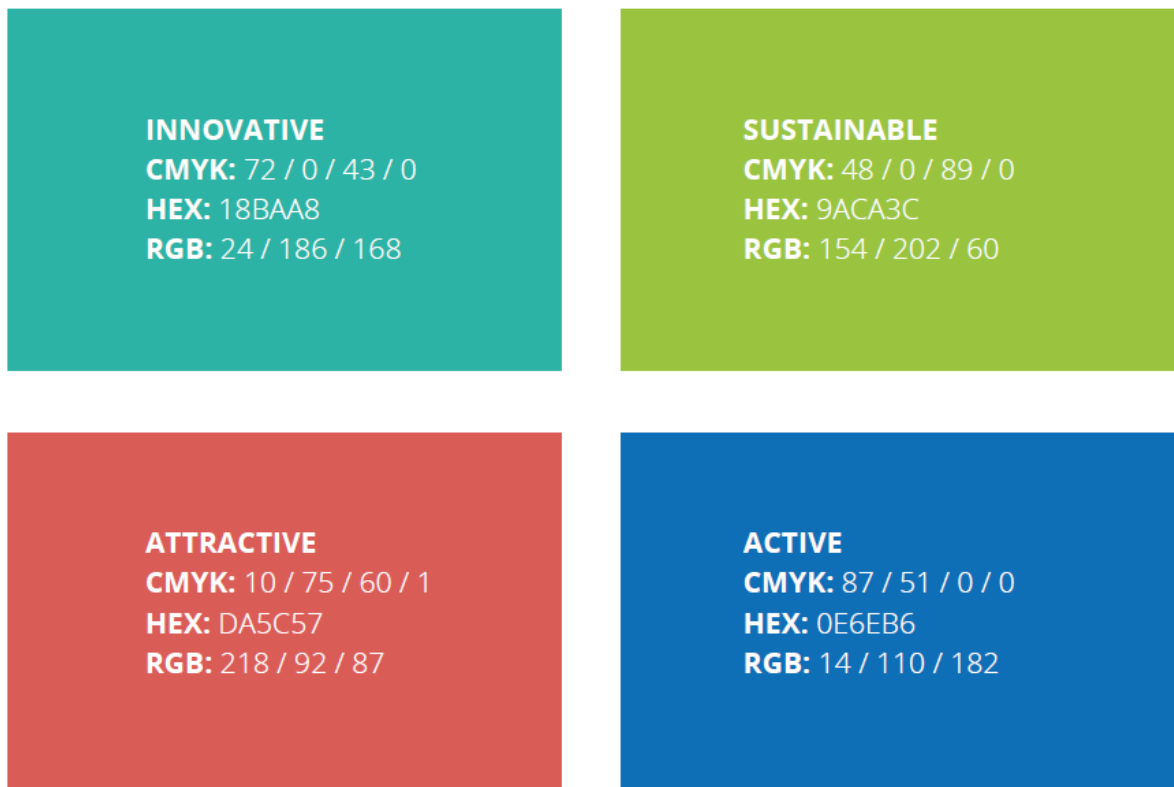 INNOVATIVE
CMYK: 72 / 0 / 43 / 0
HEX: 18BAA8
RGB: 24 / 186 / 168
SUSTAINABLE
CMYK: 48 / 0 / 89 / 0
HEX: 9ACA3C
RGB: 154 / 202 / 60
ATTRACTIVE
CMYK: 10 / 75 / 60 / 1
HEX: DA5C57
RGB: 218 / 92 / 87
ACTIVE
CMYK: 87 / 51 / 0 / 0
HEX: 0E6EB6
RGB: 14 / 110 / 182